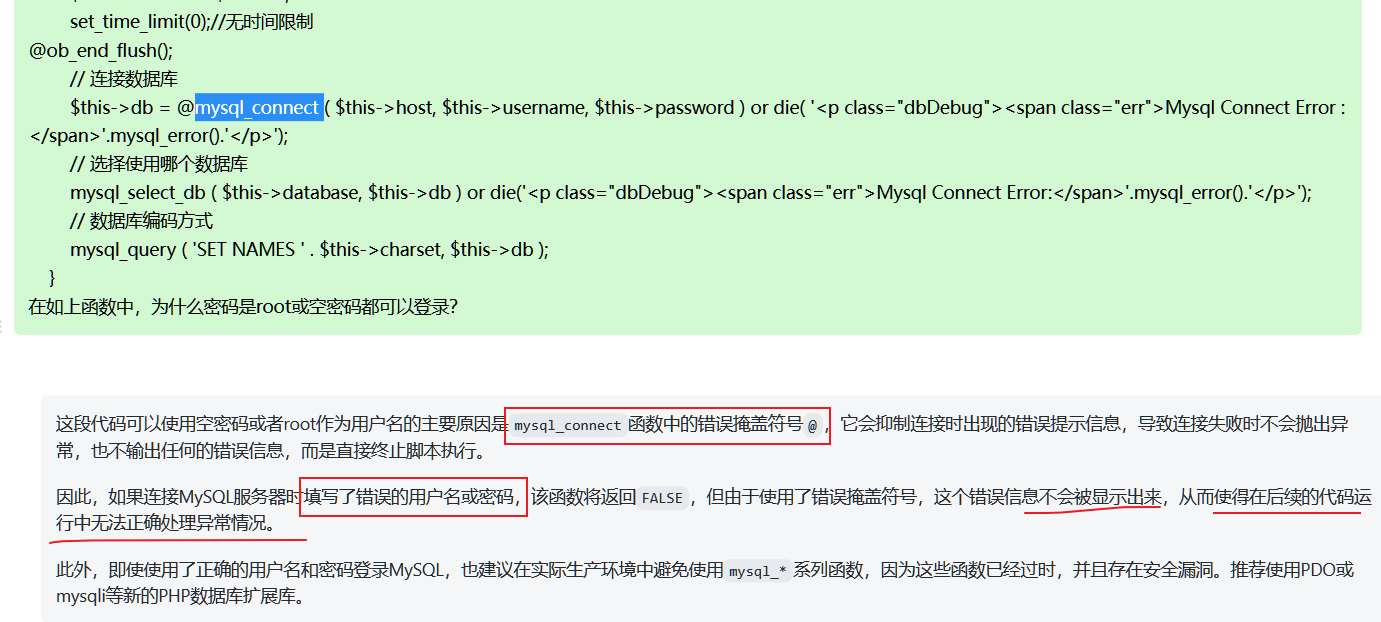 set_time_limit(0);//无时间限制
@ob_end_flush();
// 连接数据库
$this->db = @mysql_connect ( $this->host, $this->username, $this->password ) or die( '<p class="dbDebug"><span class="err">Mysql Connect Error :
</span>'.mysql_error().'</p>');
// 选择使用哪个数据库
mysql_select_db ( $this->database, $this->db ) or die('<p class="dbDebug"><span class="err">Mysql Connect Error:</span>'.mysql_error().'</p>');
// 数据库编码方式
mysql_query ( 'SET NAMES ' . $this->charset, $this->db );
}
在如上函数中，为什么密码是root或空密码都可以登录?
这段代码可以使用空密码或者root作为用户名的主要原因是 mysql_connect 函数中的错误掩盖符号 @ ，它会抑制连接时出现的错误提示信息，导致连接失败时不会抛出异
常，也不输出任何的错误信息，而是直接终止脚本执行。
因此，如果连接MySQL服务器时填写了错误的用户名或密码，该函数将返回 FALSE ，但由于使用了错误掩盖符号，这个错误信息不会被显示出来，从而使得在后续的代码运
行中无法正确处理异常情况。
此外，即使使用了正确的用户名和密码登录MySQL，也建议在实际生产环境中避免使用 mysql_* 系列函数，因为这些函数已经过时，并且存在安全漏洞。推荐使用PDO或
mysqli等新的PHP数据库扩展库。